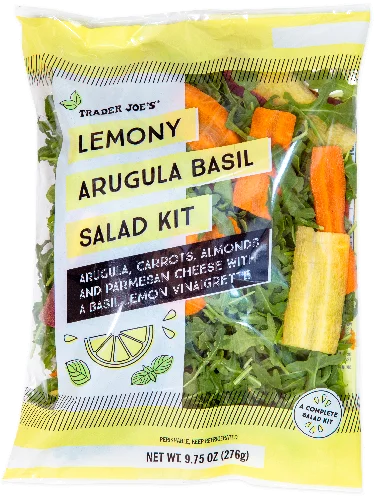 TRADER JOE'S®
LEMONY
ARUGULA BASIL
SALAD KIT
ARUGULA, CARROTS, ALMONDS
AND PARMESAN CHEESE WITH
A BASIL LEMON VINAIGRETTE
A COMPLETE
SALAD KIT
PERISHABLE, KEEP REFRIGERATED
NET WT. 9.75 OZ (276g)